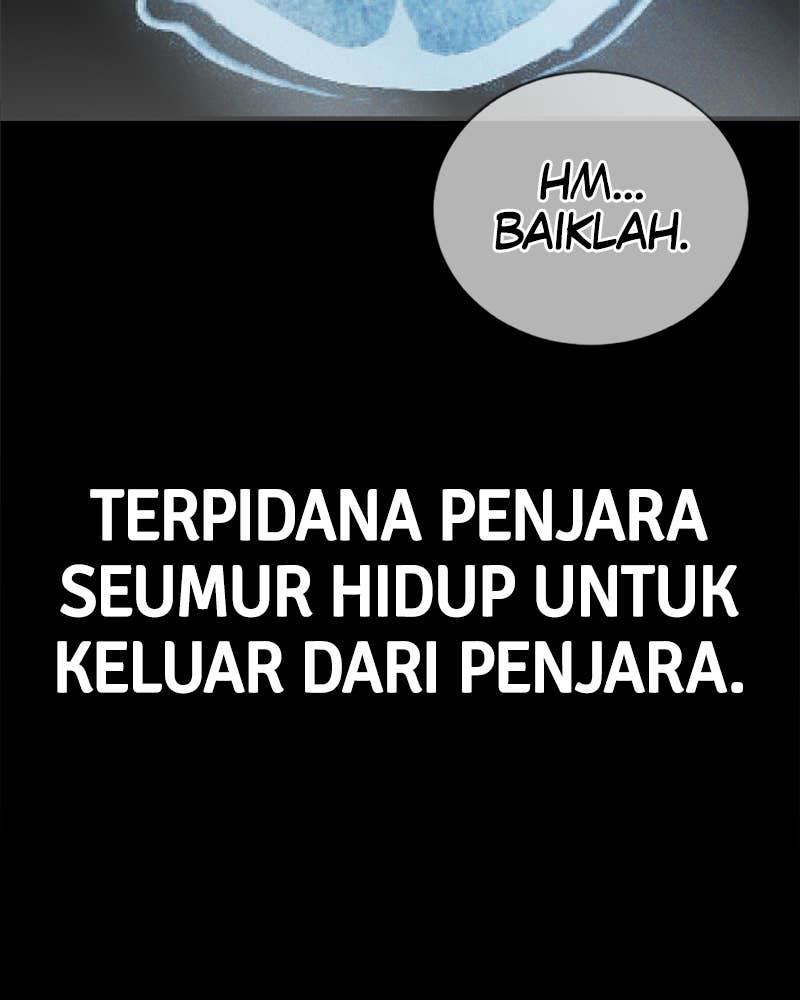 HM...
BAIKLAH.
TERPIDANA PENJARA
SEUMUR HIDUP UNTUK
KELUAR DARI PENJARA.